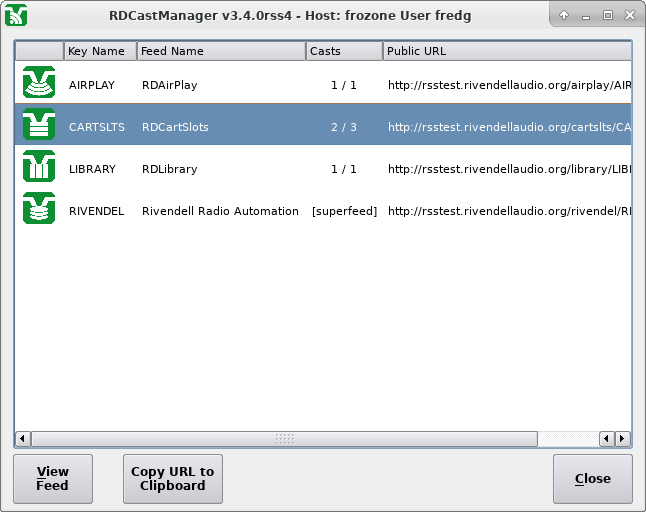 RDCastManager v3.4.0rss4 - Host: frozone User fredg
Key Name Feed Name Casts Public URL
AIRPLAY RDAirPlay 1 / 1 http://rsstest.rivendellaudio.org/airplay/AIR
CARTSLTS RDCartSlots 2 / 3 http://rsstest.rivendellaudio.org/cartslts/CA
LIBRARY RDLibrary 1 / 1 http://rsstest.rivendellaudio.org/library/LIB
RIVENDEL Rivendell Radio Automation [superfeed] http://rsstest.rivendellaudio.org/rivendel/RI
View
Feed
Copy URL to
Clipboard
Close